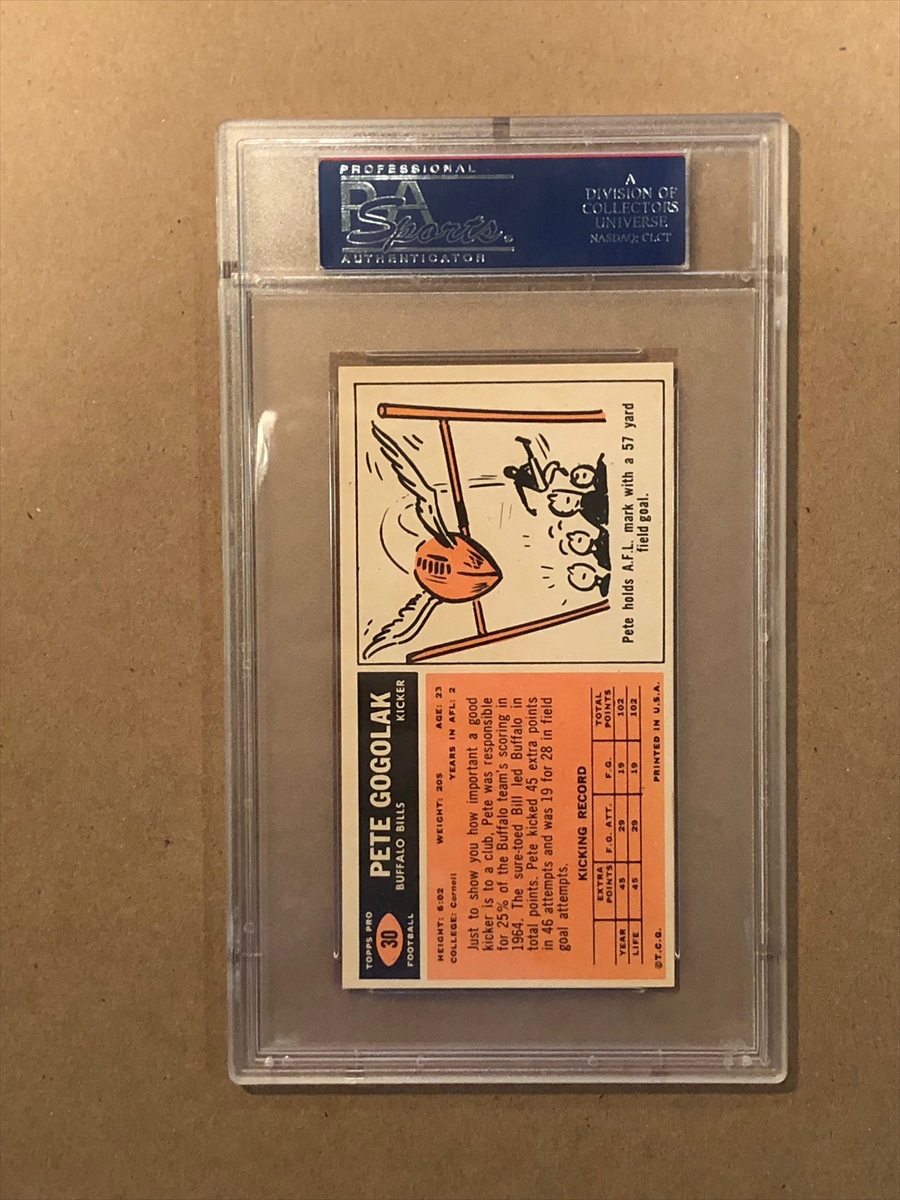 PROFESSIONAL
PSA
Sports.
AUTHENTICATOR
A
DIVISION OF
COLLECTORS
UNIVERSE
NASDAQ: CLCT
TOPPS PRO
30
FOOTBALL
PETE GOGOLAK
BUFFALO BILLS KICKER
HEIGHT: 6:02 WEIGHT: 205 AGE: 23
COLLEGE: Cornell YEARS IN AFL: 2
Just to show you how important a good
kicker is to a club, Pete was responsible
for 25% of the Buffalo team's scoring in
1964. The sure-toed Bill led Buffalo in
total points. Pete kicked 45 extra points
in 46 attempts and was 19 for 28 in field
goal attempts.
KICKING RECORD
EXTRA POINTS F.G. ATT. F.G. TOTAL POINTS
YEAR 45 29 19 102
LIFE 45 29 19 102
©T.C.G. PRINTED IN U.S.A.
Pete holds A.F.L. mark with a 57 yard
field goal.